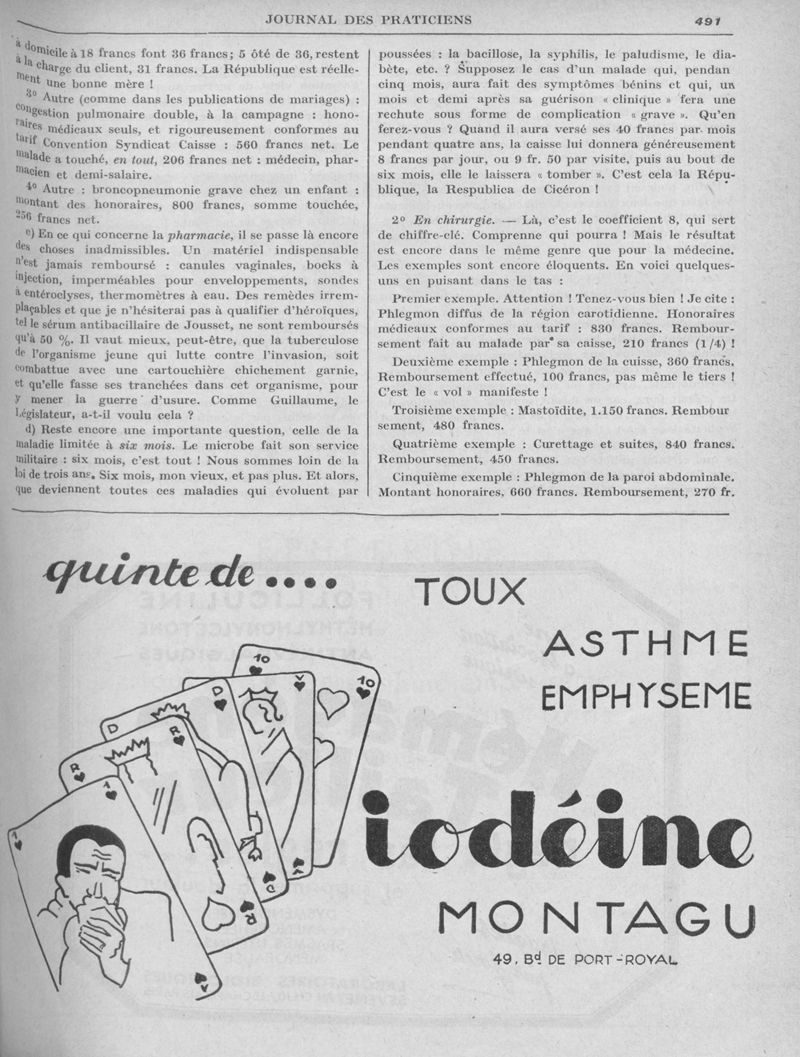 JOURNAL DES PRATICIENS 491
à domicile à 18 francs font 36 francs; 5 ôté de 36, restent
à la charge du client, 31 francs. La République est réelle-
ment une bonne mère !
3º Autre (comme dans les publications de mariages) :
congestion pulmonaire double, à la campagne : hono-
raires médicaux seuls, et rigoureusement conformes au
tarif Convention Syndicat Caisse : 560 francs net. Le
malade a touché, en tout, 206 francs net : médecin, phar-
macien et demi-salaire.
4º Autre : broncopneumonie grave chez un enfant :
montant des honoraires, 800 francs, somme touchée,
256 francs net.
c) En ce qui concerne la pharmacie, il se passe là encore
des choses inadmissibles. Un matériel indispensable
n'est jamais remboursé : canules vaginales, bocks à
injection, imperméables pour enveloppements, sondes
à entéroclyses, thermomètres à eau. Des remèdes irrem-
plaçables et que je n'hésiterai pas à qualifier d'héroïques,
tel le sérum antibacillaire de Jousset, ne sont remboursés
qu'à 50 %. Il vaut mieux, peut-être, que la tuberculose
de l'organisme jeune qui lutte contre l'invasion, soit
combattue avec une cartouchière chichement garnie,
et qu'elle fasse ses tranchées dans cet organisme, pour
y mener la guerre d'usure. Comme Guillaume, le
Législateur, a-t-il voulu cela ?
d) Reste encore une importante question, celle de la
maladie limitée à six mois. Le microbe fait son service
militaire : six mois, c'est tout ! Nous sommes loin de la
loi de trois ans. Six mois, mon vieux, et pas plus. Et alors,
que deviennent toutes ces maladies qui évoluent par
poussées : la bacillose, la syphilis, le paludisme, le dia-
bète, etc. ? Supposez le cas d'un malade qui, pendan
cinq mois, aura fait des symptômes bénins et qui, un
mois et demi après sa guérison « clinique » fera une
rechute sous forme de complication « grave ». Qu'en
ferez-vous ? Quand il aura versé ses 40 francs par mois
pendant quatre ans, la caisse lui donnera généreusement
8 francs par jour, ou 9 fr. 50 par visite, puis au bout de
six mois, elle le laissera « tomber ». C'est cela la Répu-
blique, la Respublica de Cicéron !
2º En chirurgie. — Là, c'est le coefficient 8, qui sert
de chiffre-clé. Comprenne qui pourra ! Mais le résultat
est encore dans le même genre que pour la médecine.
Les exemples sont encore éloquents. En voici quelques-
uns en puisant dans le tas :
Premier exemple. Attention ! Tenez-vous bien ! Je cite :
Phlegmon diffus de la région carotidienne. Honoraires
médicaux conformes au tarif : 830 francs. Rembour-
sement fait au malade par sa caisse, 210 francs (1/4) !
Deuxième exemple : Phlegmon de la cuisse, 360 francs.
Remboursement effectué, 100 francs, pas même le tiers !
C'est le « vol » manifeste !
Troisième exemple : Mastoïdite, 1.150 francs. Rembour
sement, 480 francs.
Quatrième exemple : Curettage et suites, 840 francs.
Remboursement, 450 francs.
Cinquième exemple : Phlegmon de la paroi abdominale.
Montant honoraires, 660 francs. Remboursement, 270 fr.
quinte de ....
TOUX
ASTHME
EMPHYSEME
10
10
V
D
D
R
R
1
1
D
R
iodéine
MONTAGU
49, Bd DE PORT-ROYAL